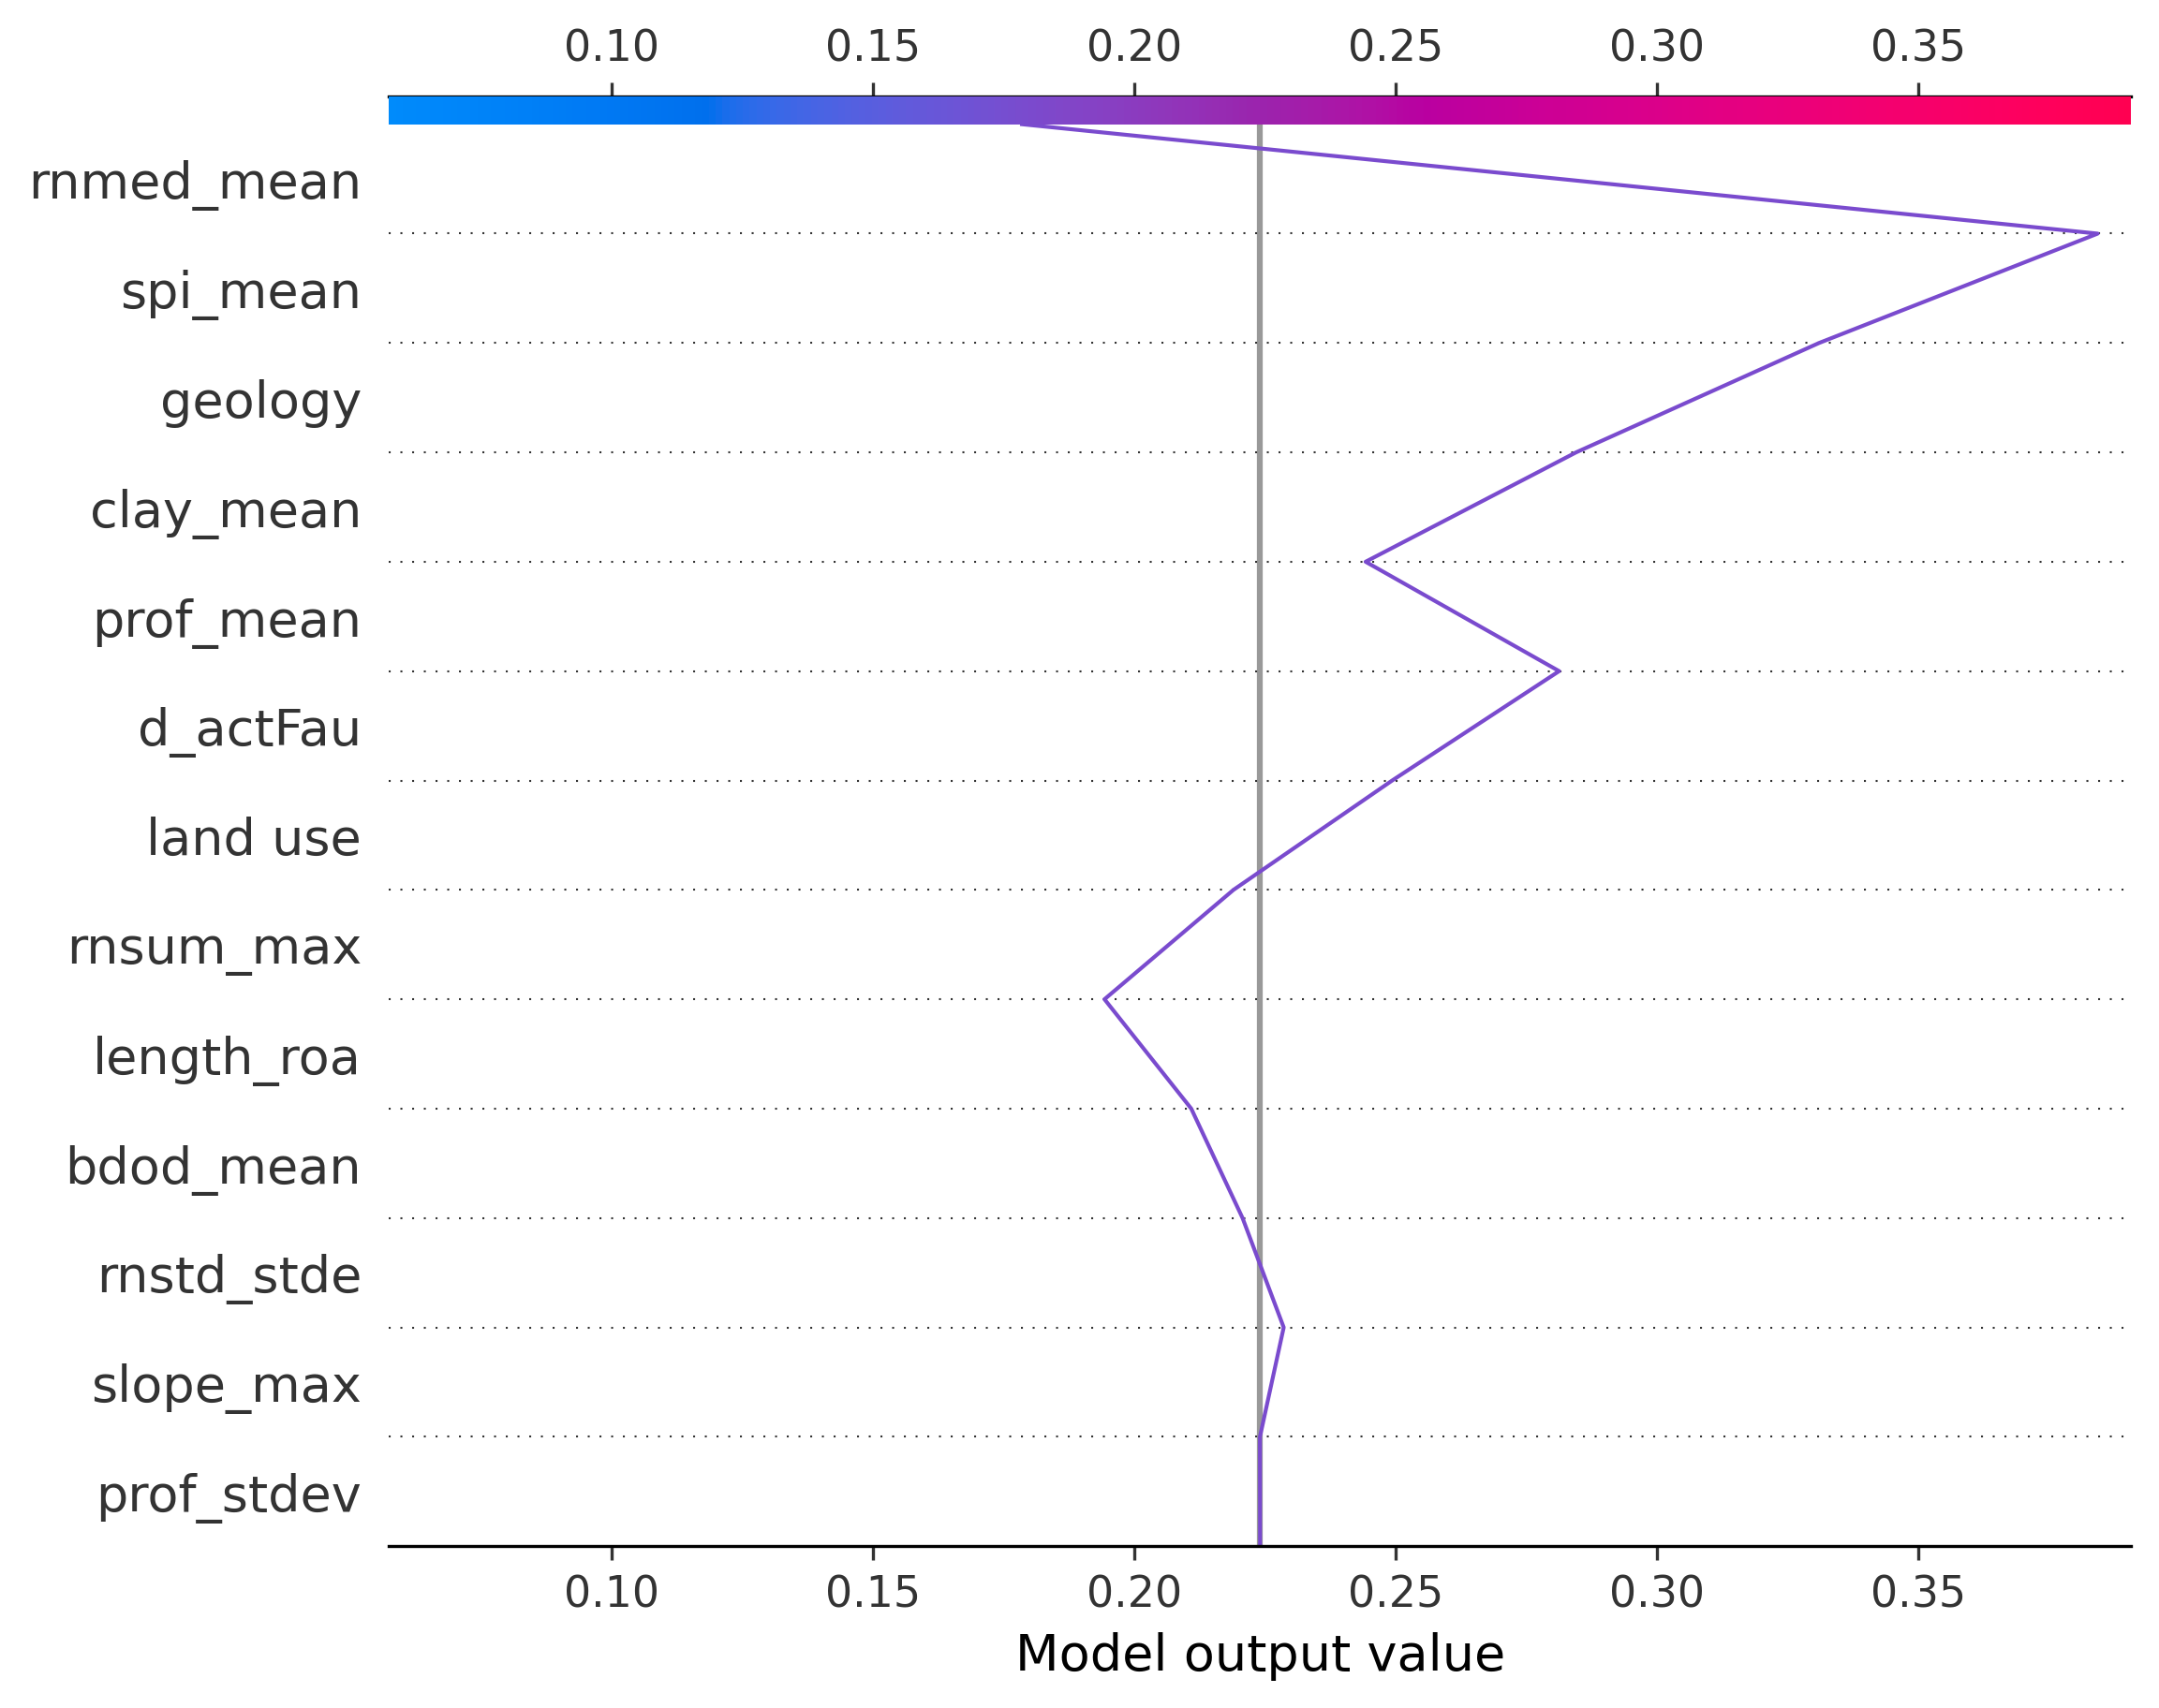 0.10 0.15 0.20 0.25 0.30 0.35
rnmed_mean
spi_mean
geology
clay_mean
prof_mean
d_actFau
land use
rnsum_max
length_roa
bdod_mean
rnstd_stde
slope_max
prof_stdev
0.10 0.15 0.20 0.25 0.30 0.35
Model output value